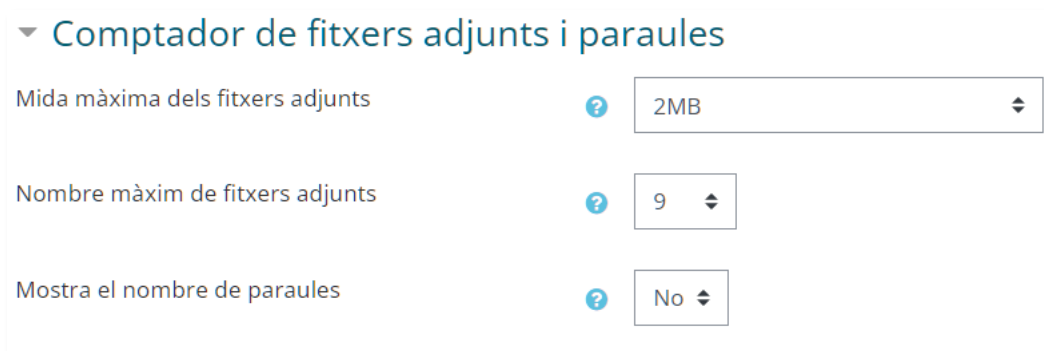 Comptador de fitxers adjunts i paraules
Mida màxima dels fitxers adjunts ? 2MB
Nombre màxim de fitxers adjunts ? 9
Mostra el nombre de paraules ? No